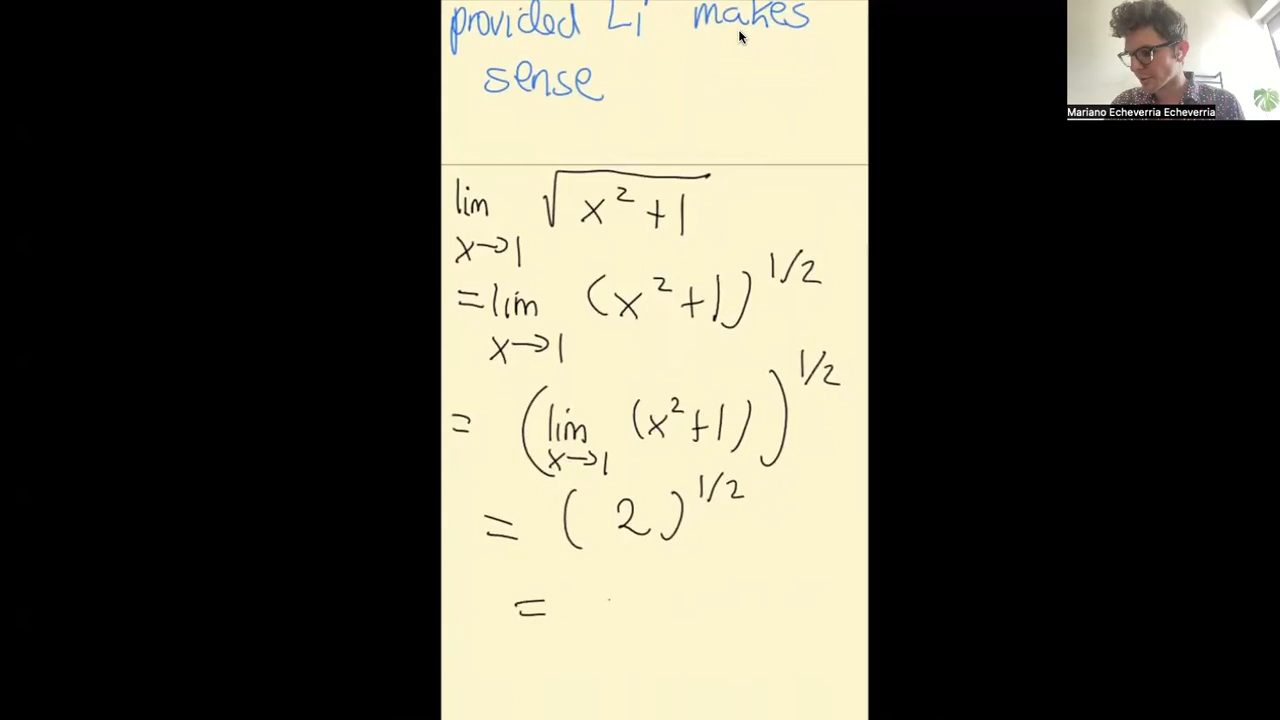 provided Li makes
sense
Mariano Echeverria Echeverria
lim √x²+1
x→1
=lim (x²+1)^1/2
x→1
= (lim (x²+1))^1/2
x→1
= ( 2 )^1/2
=